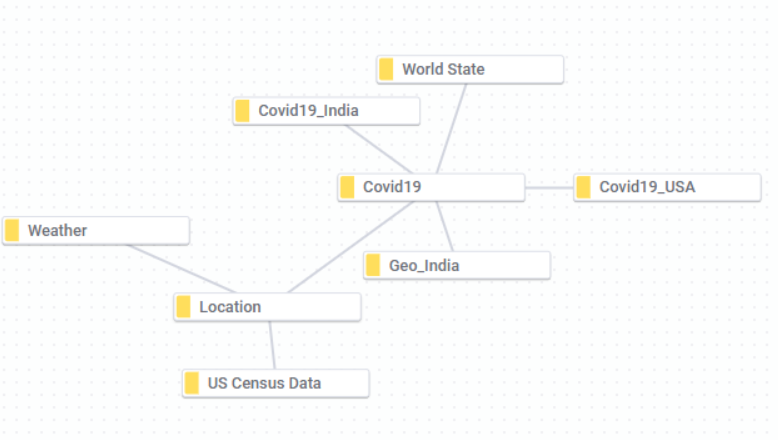 World State
Covid19_India
Covid19
Covid19_USA
Weather
Geo_India
Location
US Census Data